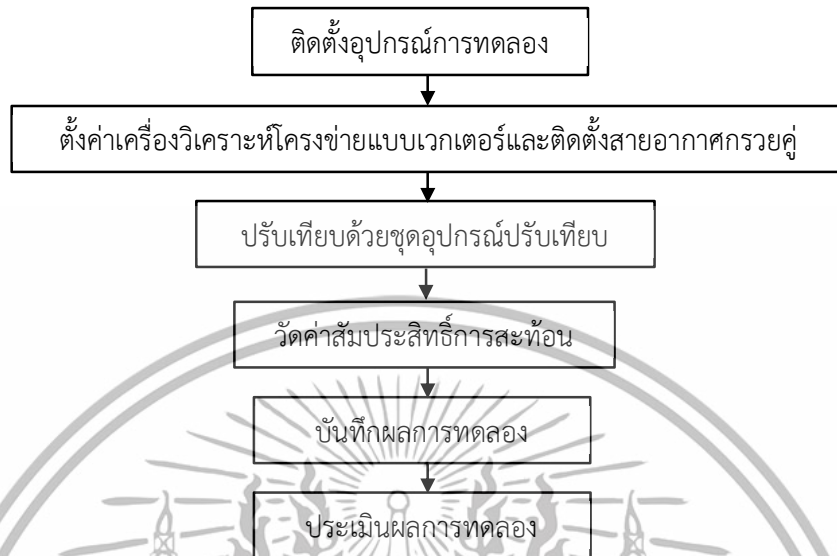 ติดตั้งอุปกรณ์การทดลอง
ตั้งค่าเครื่องวิเคราะห์โครงข่ายแบบเวกเตอร์และติดตั้งสายอากาศกรวยคู่
ปรับเทียบด้วยชุดอุปกรณ์ปรับเทียบ
วัดค่าสัมประสิทธิ์การสะท้อน
บันทึกผลการทดลอง
ประเมินผลการทดลอง